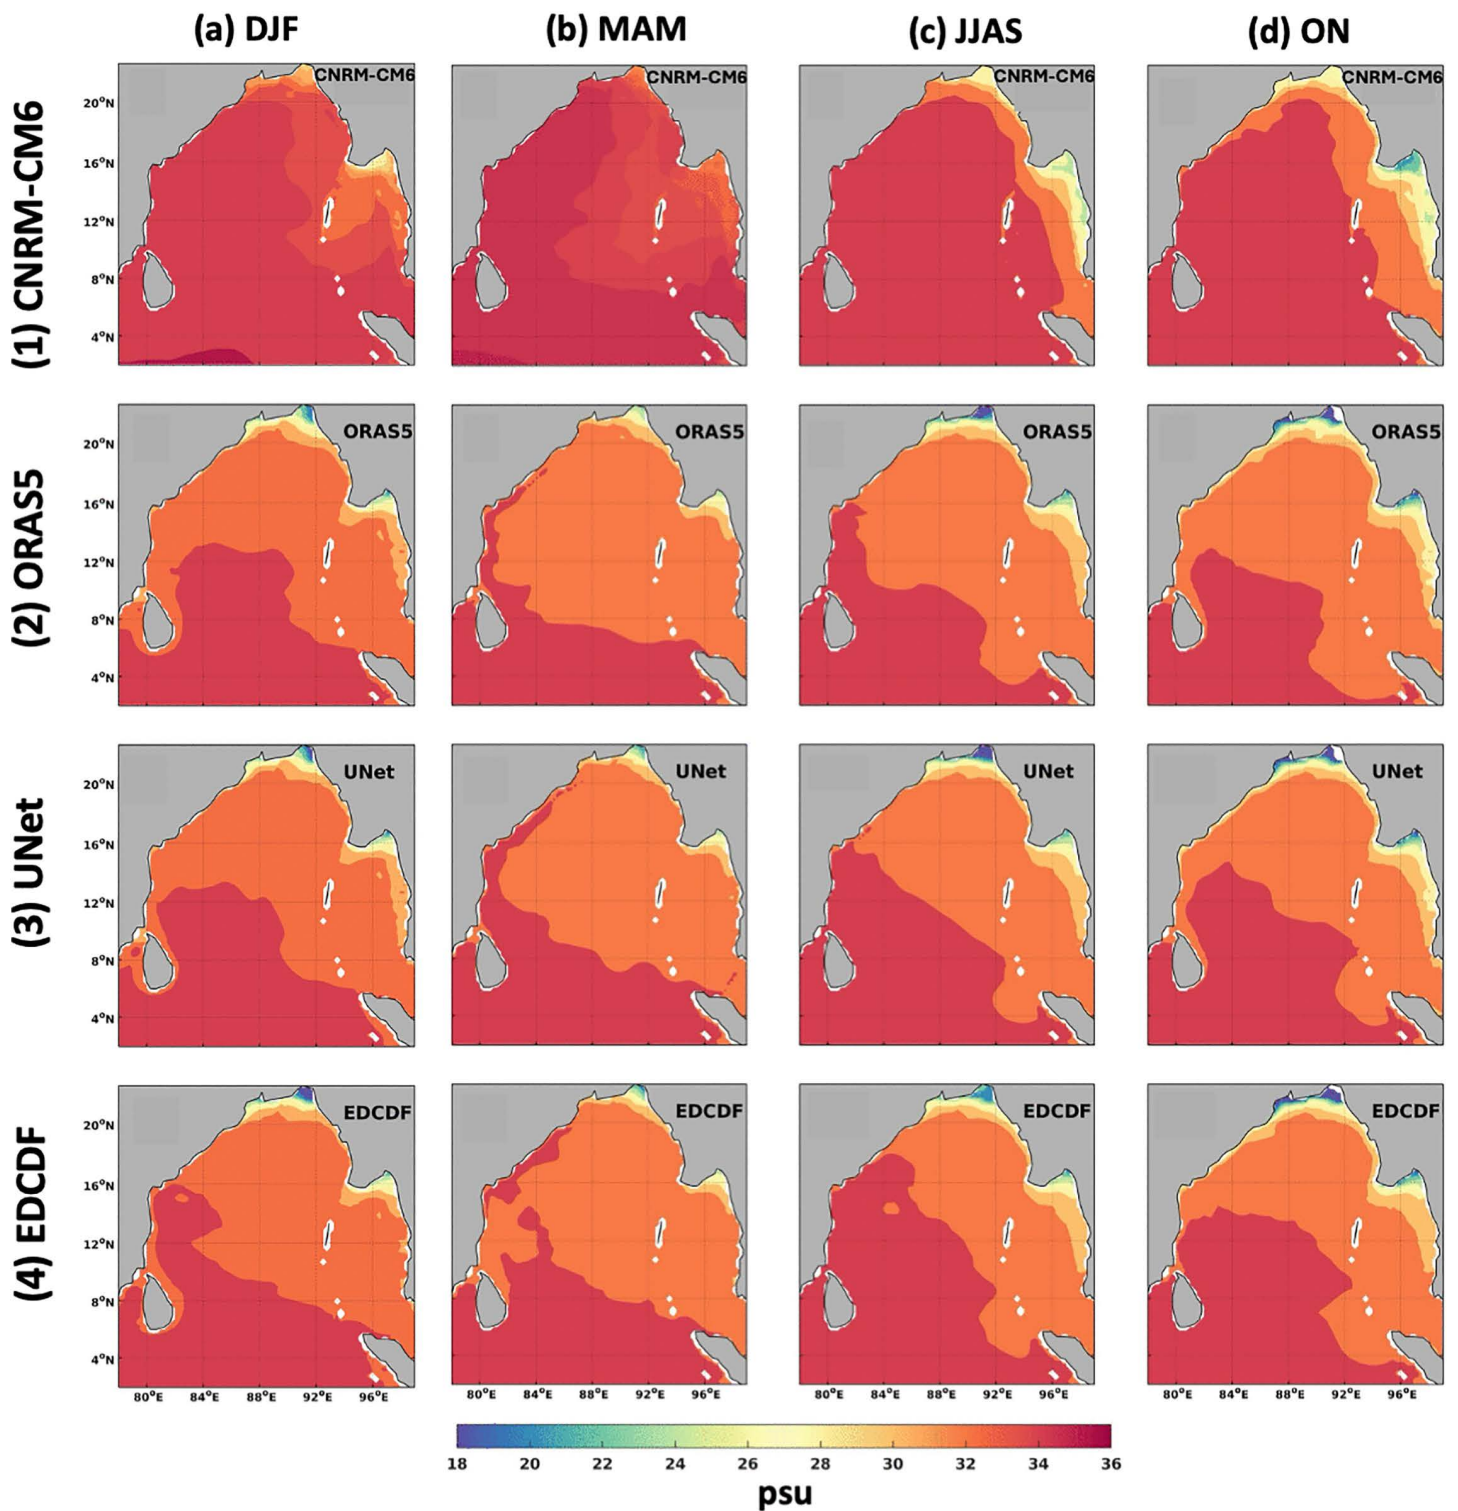 (a) DJF (b) MAM (c) JJAS (d) ON
(1) CNRM-CM6
CNRM-CM6 CNRM-CM6 CNRM-CM6 CNRM-CM6
20°N
16°N
12°N
8°N
4°N
(2) ORAS5
ORAS5 ORAS5 ORAS5 ORAS5
20°N
16°N
12°N
8°N
4°N
(3) UNet
UNet UNet UNet UNet
20°N
16°N
12°N
8°N
4°N
(4) EDCDF
EDCDF EDCDF EDCDF EDCDF
20°N
16°N
12°N
8°N
4°N
80°E 84°E 88°E 92°E 96°E 80°E 84°E 88°E 92°E 96°E 80°E 84°E 88°E 92°E 96°E 80°E 84°E 88°E 92°E 96°E
18 20 22 24 26 28 30 32 34 36
psu